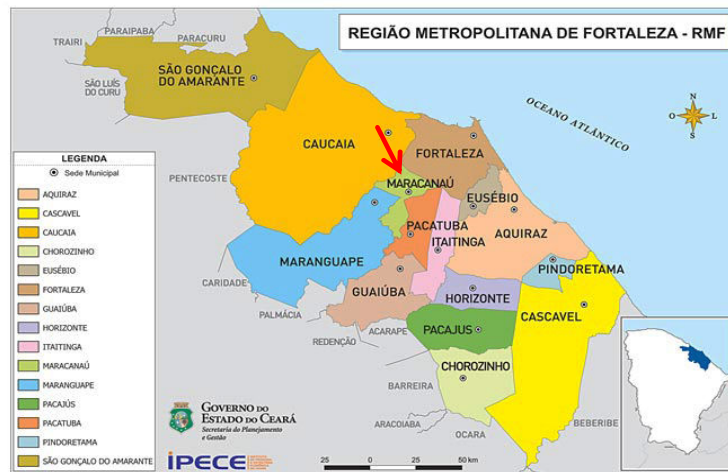 REGIÃO METROPOLITANA DE FORTALEZA - RMF
PARAIPABA
TRAIRI
PARACURU
SÃO GONÇALO
DO AMARANTE
SÃO LUÍS
DO CURU
OCEANO ATLÂNTICO
N
O
L
S
CAUCAIA
FORTALEZA
PENTECOSTE
MARACANAÚ
EUSÉBIO
PACATUBA
ITAITINGA
AQUIRAZ
MARANGUAPE
PINDORETAMA
CARIDADE
GUAIÚBA
HORIZONTE
PALMÁCIA
CASCAVEL
REDENÇÃO
ACARAPE
PACAJUS
CHOROZINHO
BARREIRA
ARACOIABA
OCARA
BEBERIBE
LEGENDA
Sede Municipal
AQUIRAZ
CASCAVEL
CAUCAIA
CHOROZINHO
EUSÉBIO
FORTALEZA
GUAIÚBA
HORIZONTE
ITAITINGA
MARACANAÚ
MARANGUAPE
PACAJÚS
PACATUBA
PINDORETAMA
SÃO GONÇALO DO AMARANTE
GOVERNO DO
ESTADO DO CEARÁ
Secretaria do Planejamento
e Gestão
IPECE
25 0 25 50 km